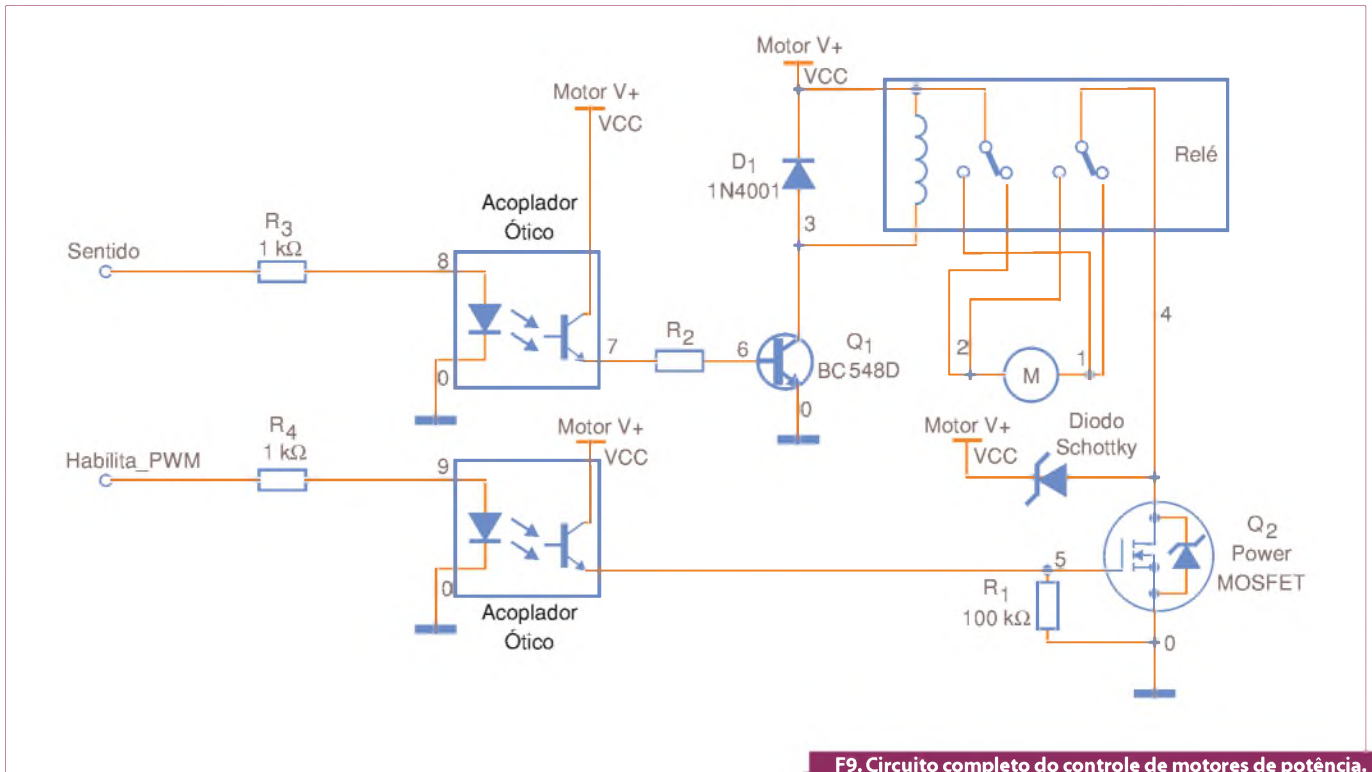 Motor V+
VCC
Motor V+
VCC
Relé
D1
1N4001
Acoplador
Ótico
3
R3
1 kΩ
Sentido
8
4
7
R2
6
Q1
BC 548D
2
1
M
0
0
R4
1 kΩ
Motor V+
VCC
Motor V+
VCC
Diodo
Schottky
Habilita_PWM
9
Q2
Power
MOSFET
5
R1
100 kΩ
0
Acoplador
Ótico
0
F9. Circuito completo do controle de motores de potência.